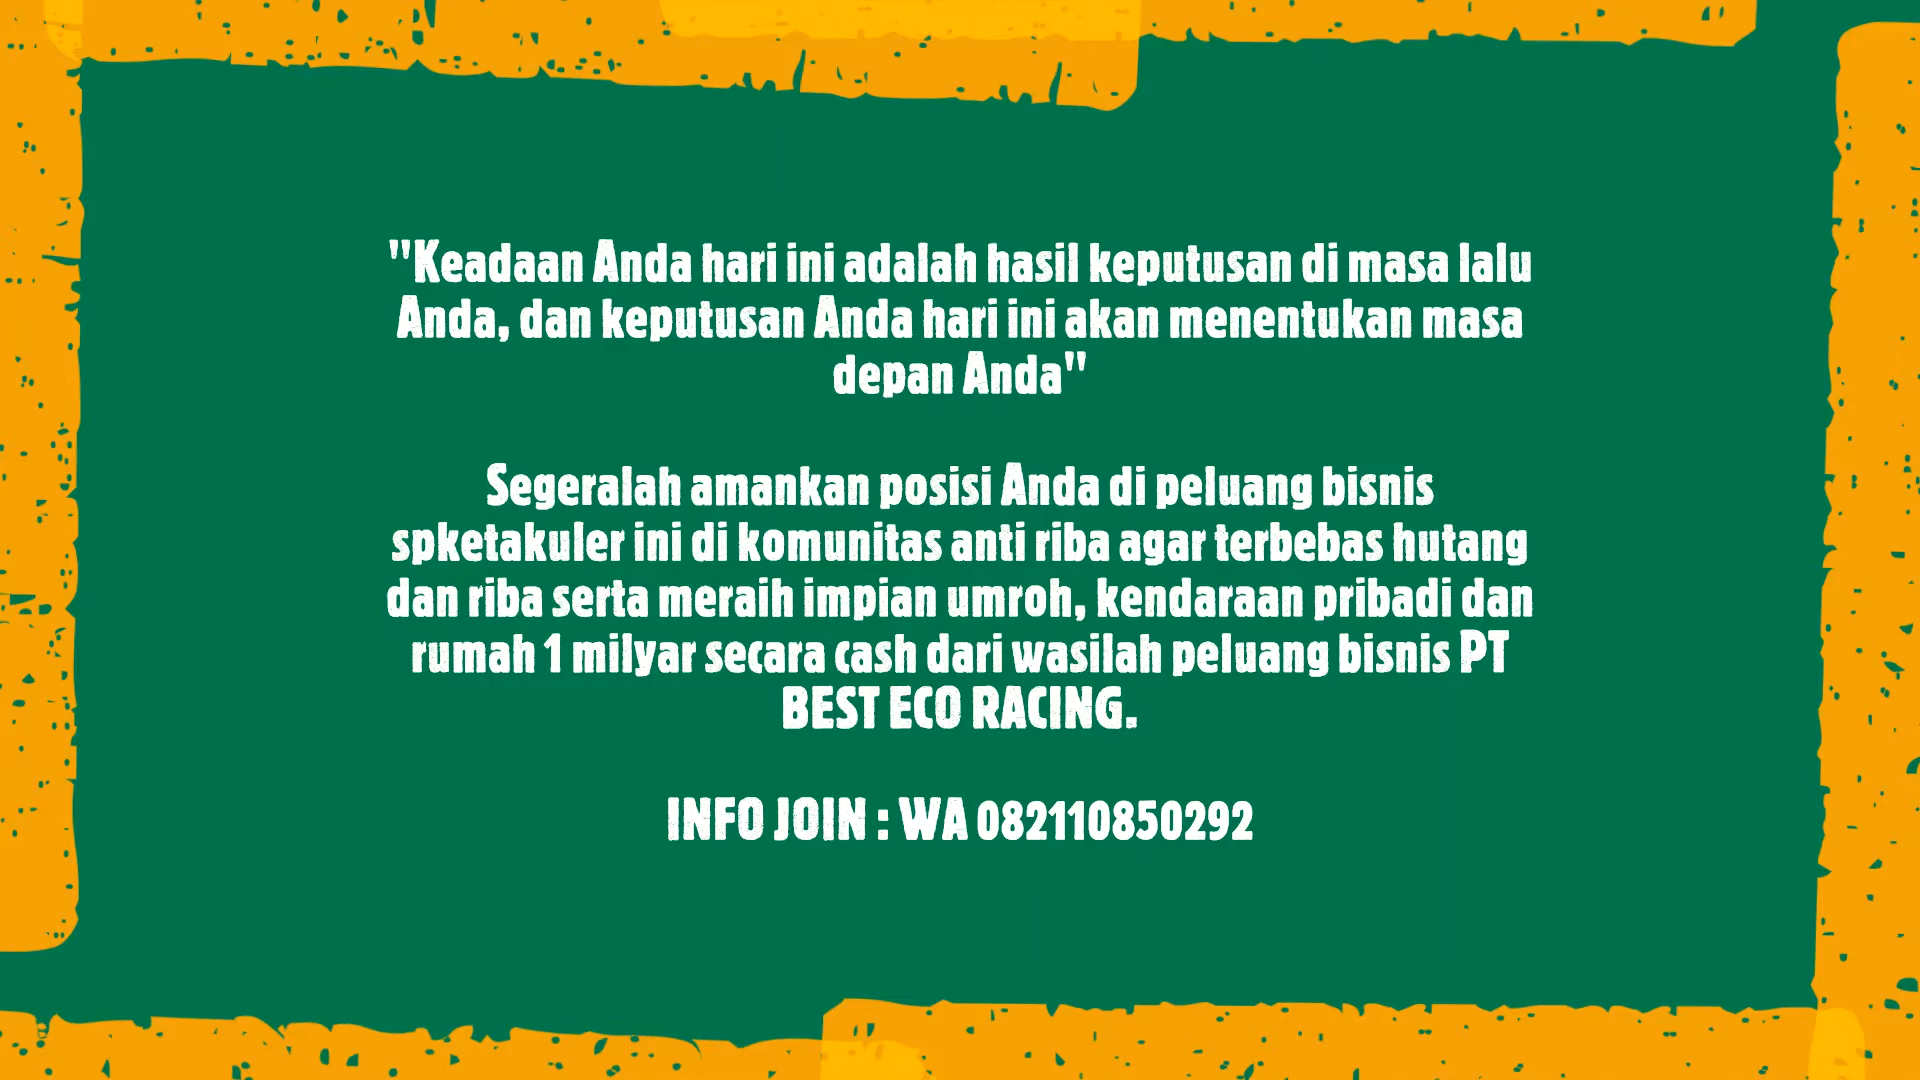 "Keadaan Anda hari ini adalah hasil keputusan di masa lalu
Anda, dan keputusan Anda hari ini akan menentukan masa
depan Anda"
Segeralah amankan posisi Anda di peluang bisnis
spketakuler ini di komunitas anti riba agar terbebas hutang
dan riba serta meraih impian umroh, kendaraan pribadi dan
rumah 1 milyar secara cash dari wasilah peluang bisnis PT
BEST ECO RACING.
INFO JOIN : WA 082110850292